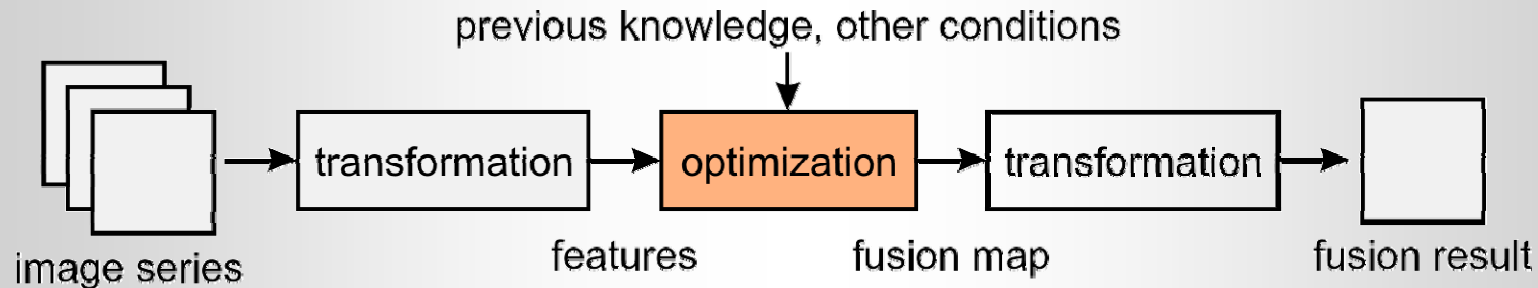 previous knowledge, other conditions
transformation
optimization
transformation
image series
features
fusion map
fusion result